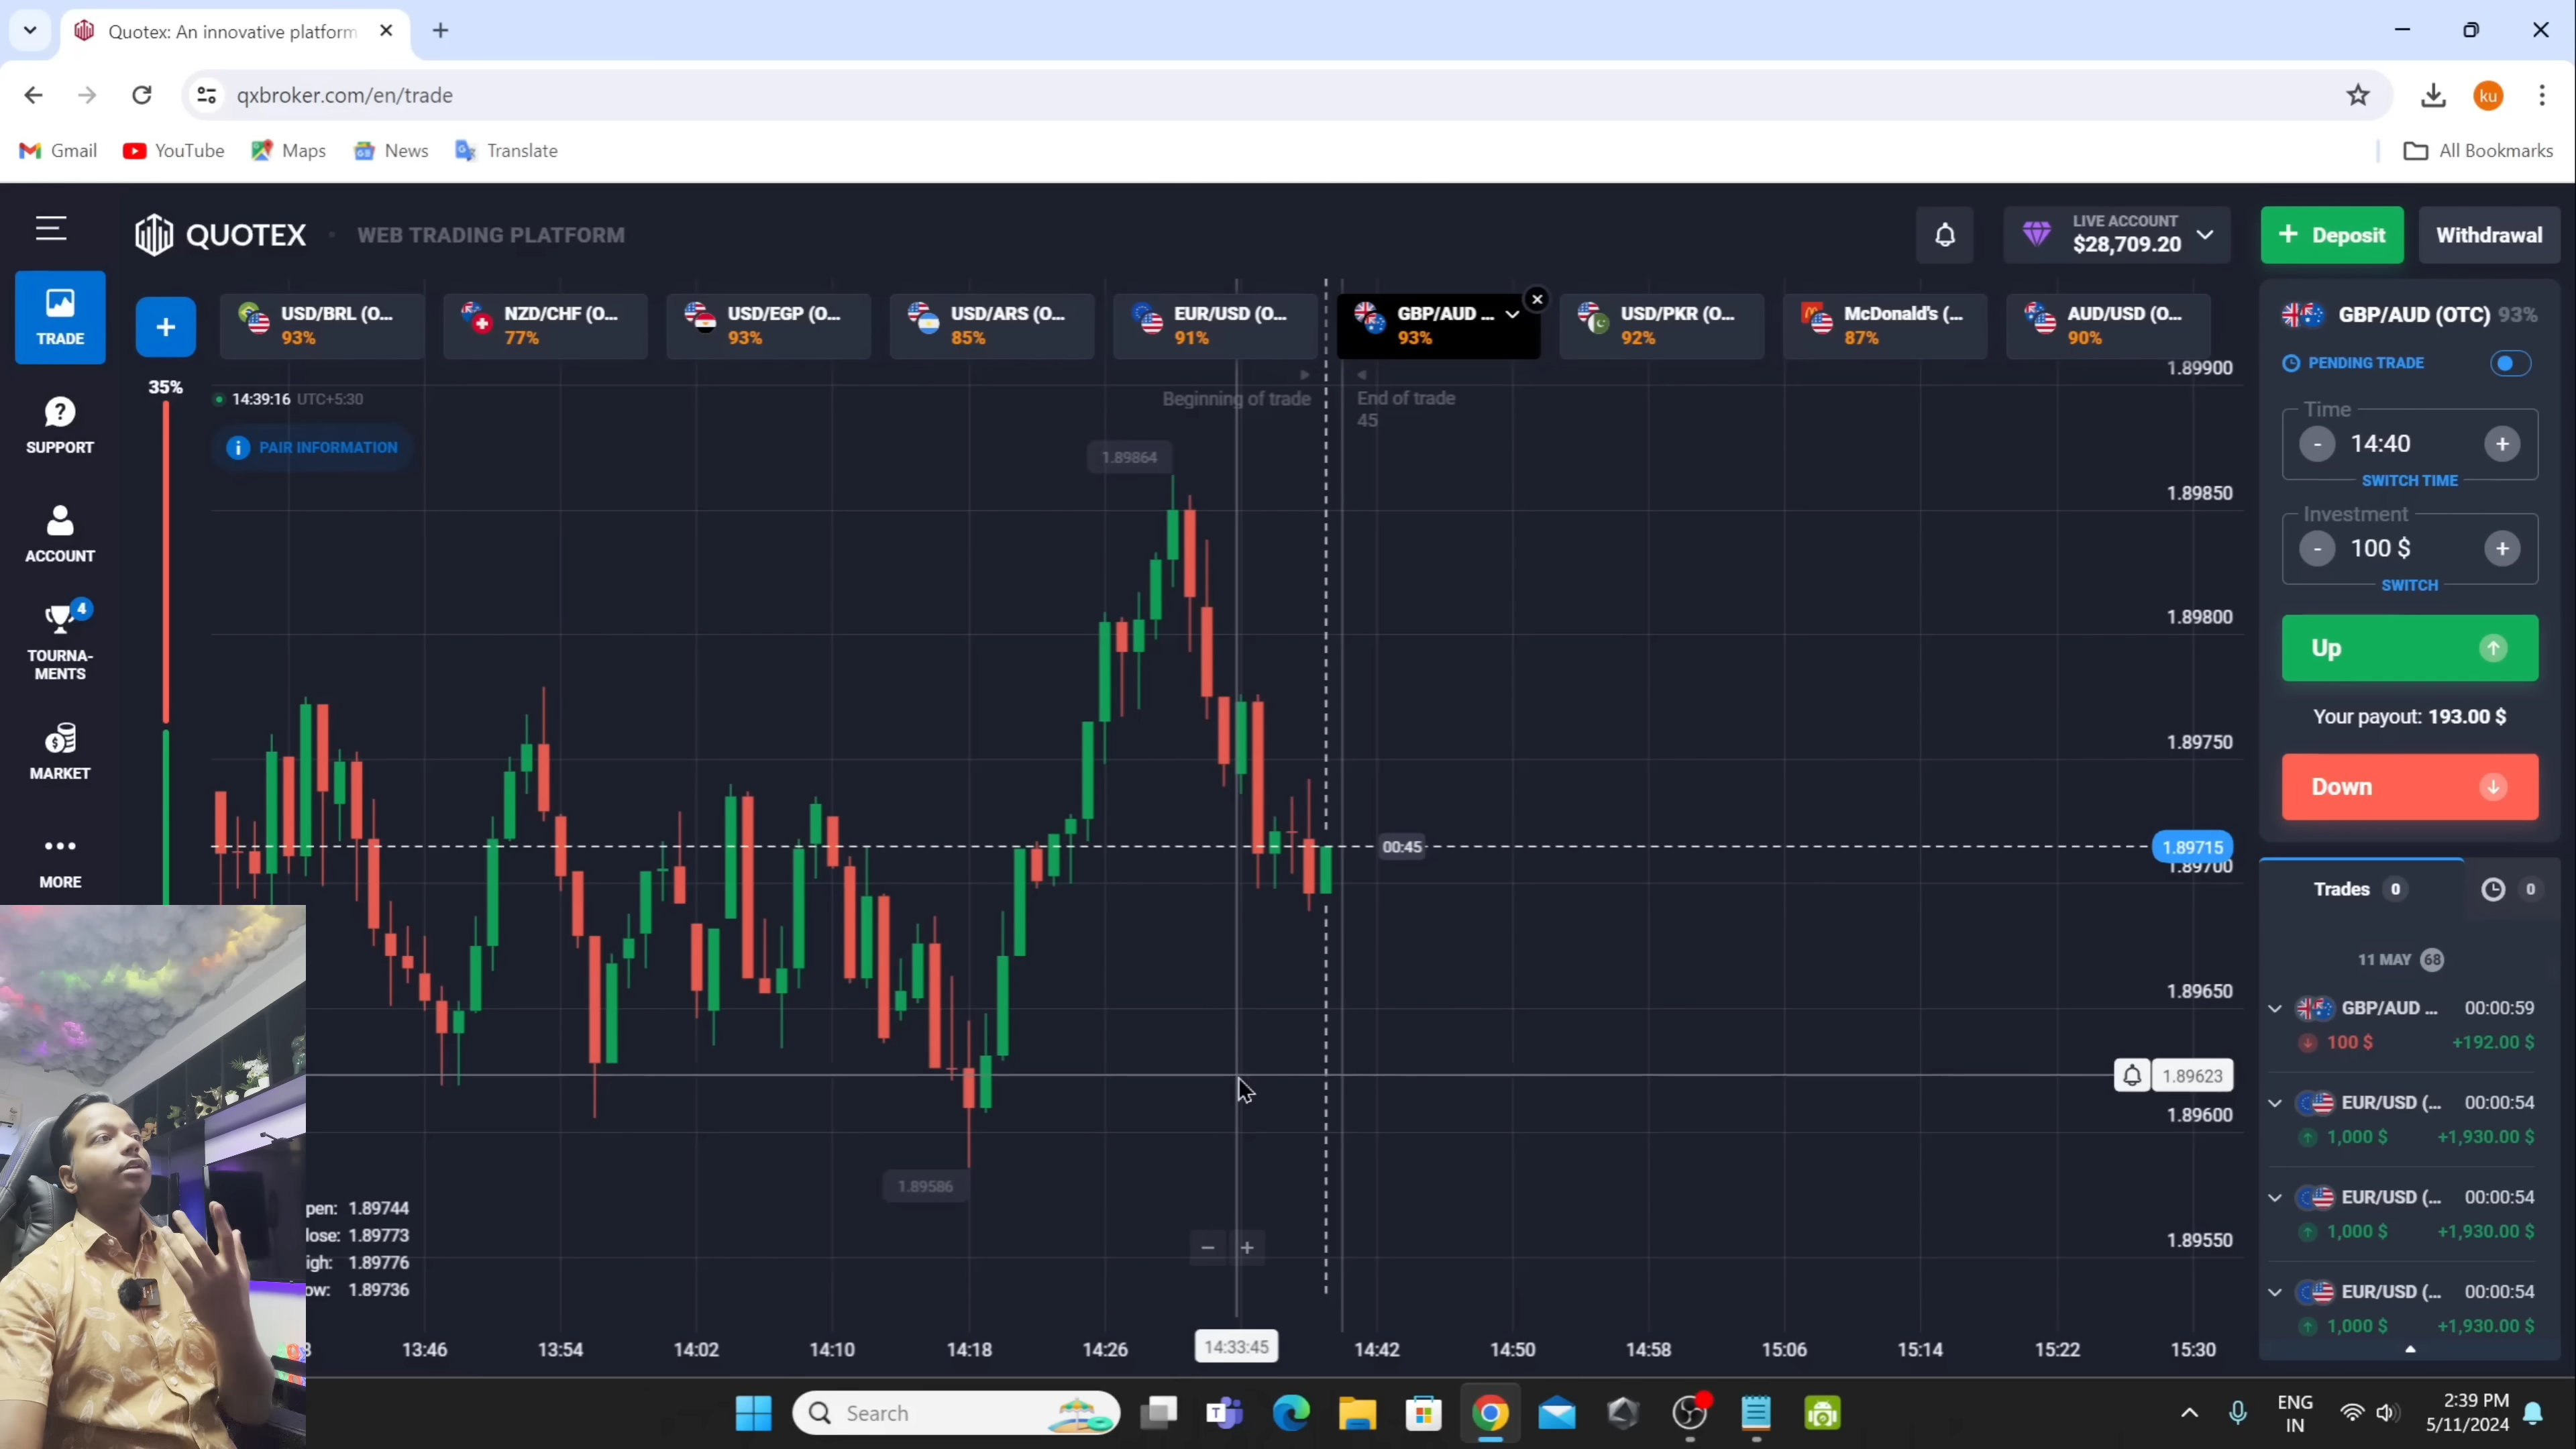 Quotex: An innovative platform
qxbroker.com/en/trade
ku
Gmail
YouTube
Maps
News
Translate
All Bookmarks
QUOTEX
WEB TRADING PLATFORM
LIVE ACCOUNT
$28,709.20
+ Deposit
Withdrawal
TRADE
+
USD/BRL (O...
93%
NZD/CHF (O...
77%
USD/EGP (O...
93%
USD/ARS (O...
85%
EUR/USD (O...
91%
GBP/AUD ...
93%
USD/PKR (O...
92%
McDonald's (...
87%
AUD/USD (O...
90%
GBP/AUD (OTC) 93%
PENDING TRADE
Time
- 14:40 +
SWITCH TIME
Investment
- 100 $ +
SWITCH
Up
Your payout: 193.00 $
Down
35%
14:39:16 UTC+5:30
PAIR INFORMATION
Beginning of trade
End of trade
45
1.89864
SUPPORT
ACCOUNT
4
TOURNA-
MENTS
MARKET
MORE
1.89900
1.89850
1.89800
1.89750
00:45
1.89715
1.89700
1.89650
1.89623
1.89600
1.89550
1.89586
pen: 1.89744
lose: 1.89773
igh: 1.89776
ow: 1.89736
− +
3
13:46
13:54
14:02
14:10
14:18
14:26
14:33:45
14:42
14:50
14:58
15:06
15:14
15:22
15:30
Trades 0
0
11 MAY 68
GBP/AUD ... 00:00:59
100 $ +192.00 $
EUR/USD (... 00:00:54
1,000 $ +1,930.00 $
EUR/USD (... 00:00:54
1,000 $ +1,930.00 $
EUR/USD (... 00:00:54
1,000 $ +1,930.00 $
Search
T
ENG
IN
2:39 PM
5/11/2024